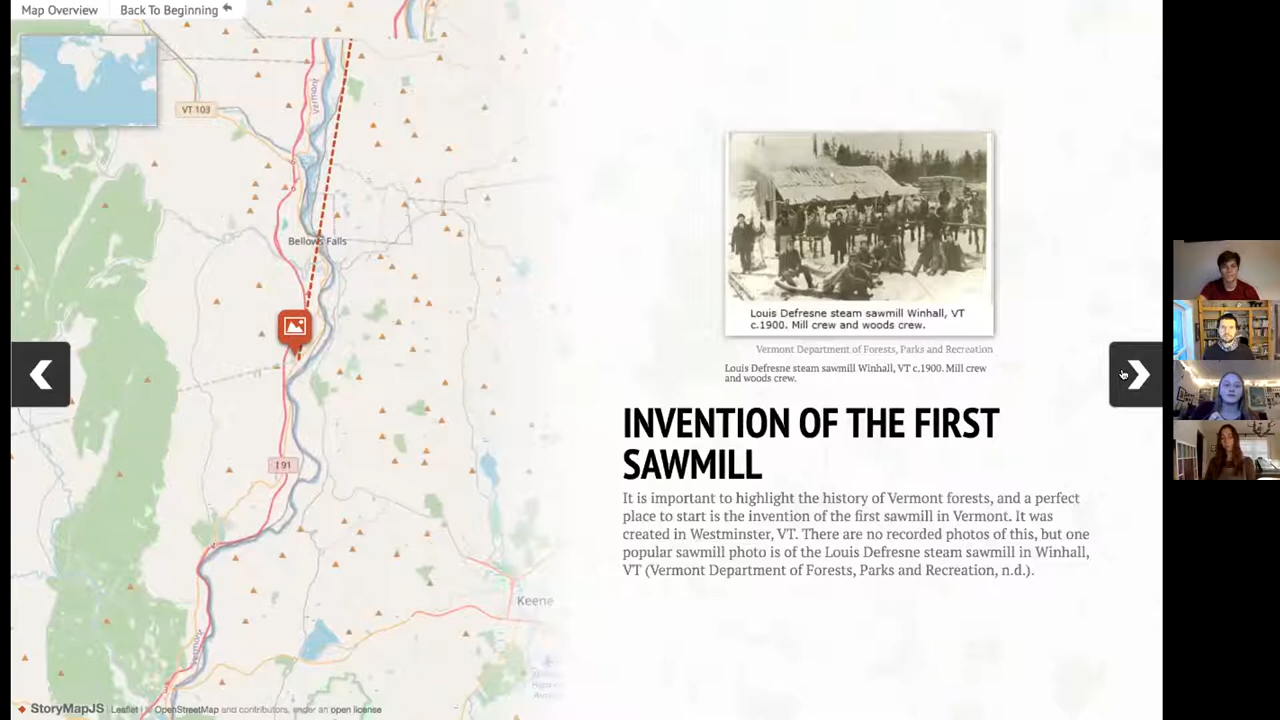 Map Overview
Back To Beginning
VT 103
Vermont
Bellows Falls
I 91
Keene
Vermont
StoryMapJS Leaflet | © OpenStreetMap and contributors, under an open license
Louis Defresne steam sawmill Winhall, VT
c.1900. Mill crew and woods crew.
Vermont Department of Forests, Parks and Recreation
Louis Defresne steam sawmill Winhall, VT c.1900. Mill crew
and woods crew.
INVENTION OF THE FIRST
SAWMILL
It is important to highlight the history of Vermont forests, and a perfect
place to start is the invention of the first sawmill in Vermont. It was
created in Westminster, VT. There are no recorded photos of this, but one
popular sawmill photo is of the Louis Defresne steam sawmill in Winhall,
VT (Vermont Department of Forests, Parks and Recreation, n.d.).